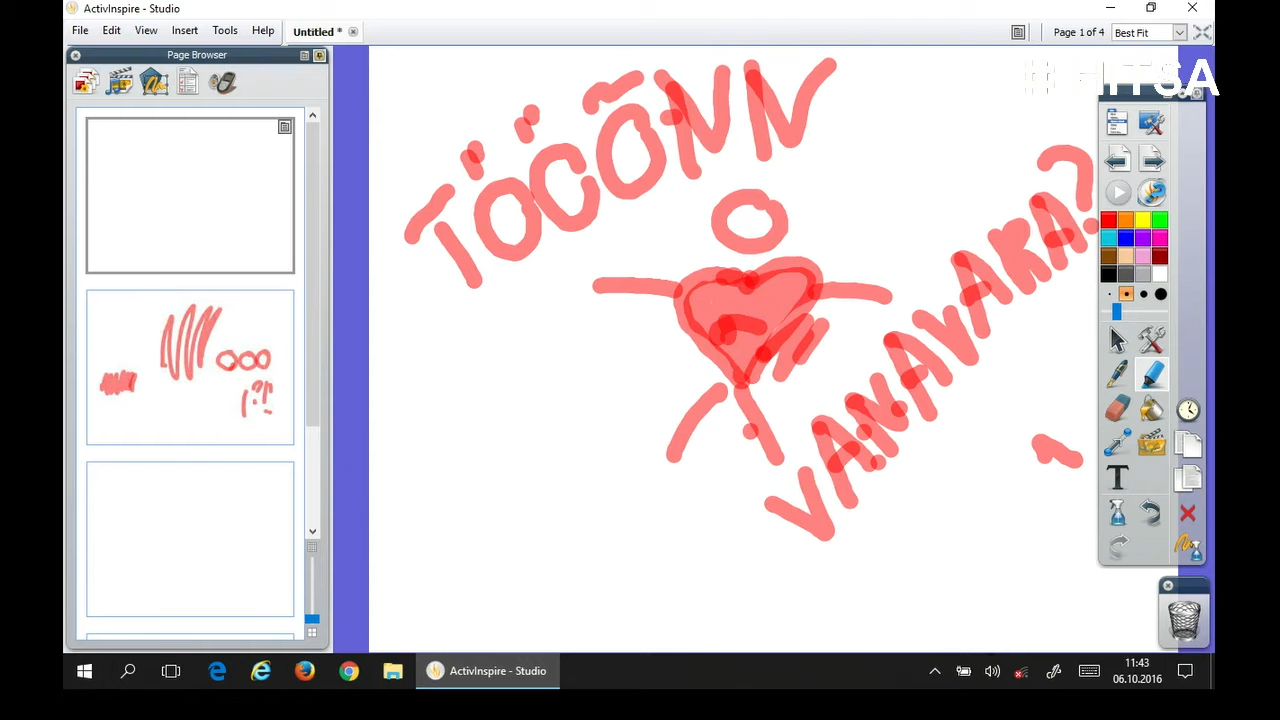 ActivInspire - Studio
File Edit View Insert Tools Help Untitled * Page 1 of 4 Best Fit
Page Browser
TÖÖÕNN
VANAVARA?
T
ActivInspire - Studio
11:43
06.10.2016